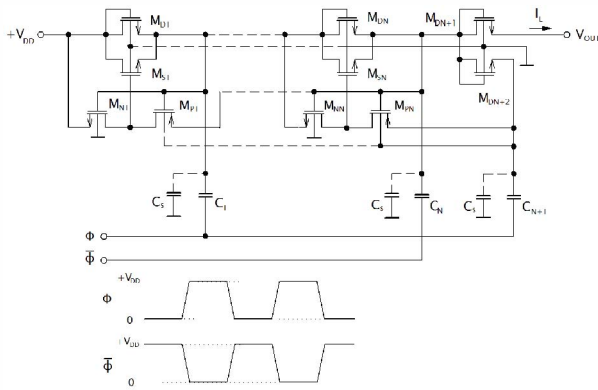 M_D1 M_DN M_DN+1 I_L
+V_DD V_OUT
M_S1 M_SN M_DN+2
M_N1 M_P1 M_NN M_PN
C_s C_1 C_s C_N C_s C_N+1
Φ
Φ̅
+V_DD
Φ
0
+V_DD
Φ̅
0